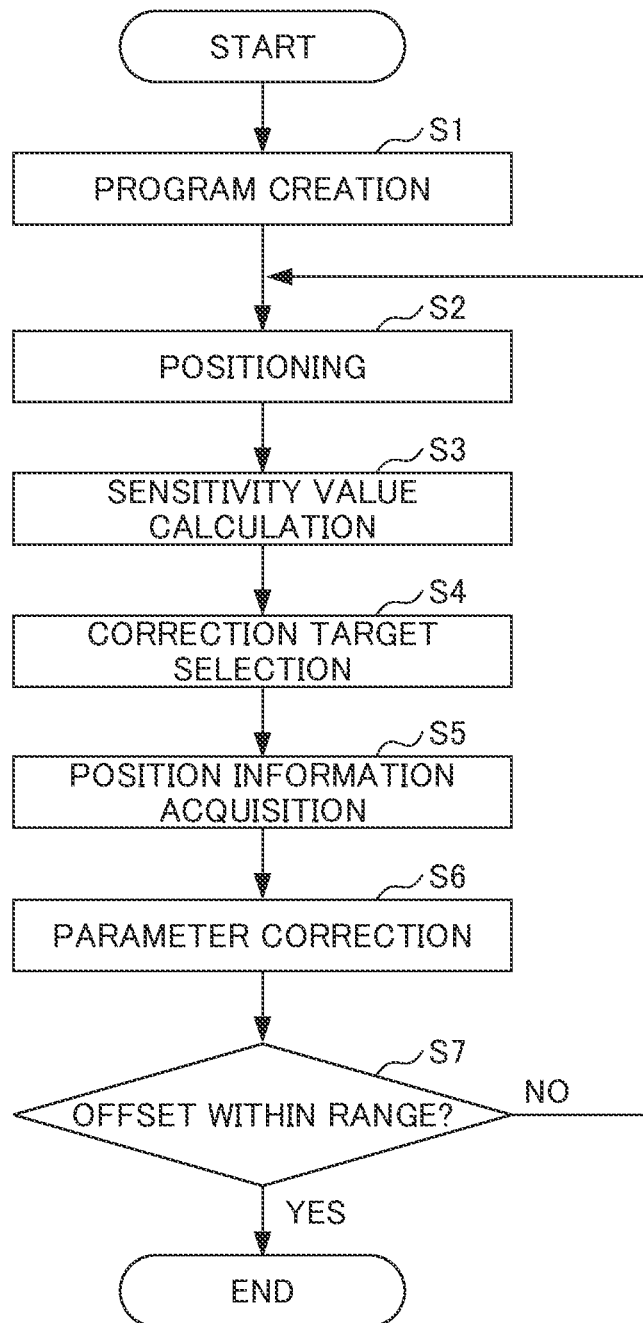 START
S1
PROGRAM CREATION
S2
POSITIONING
S3
SENSITIVITY VALUE
CALCULATION
S4
CORRECTION TARGET
SELECTION
S5
POSITION INFORMATION
ACQUISITION
S6
PARAMETER CORRECTION
S7
OFFSET WITHIN RANGE?
NO
YES
END